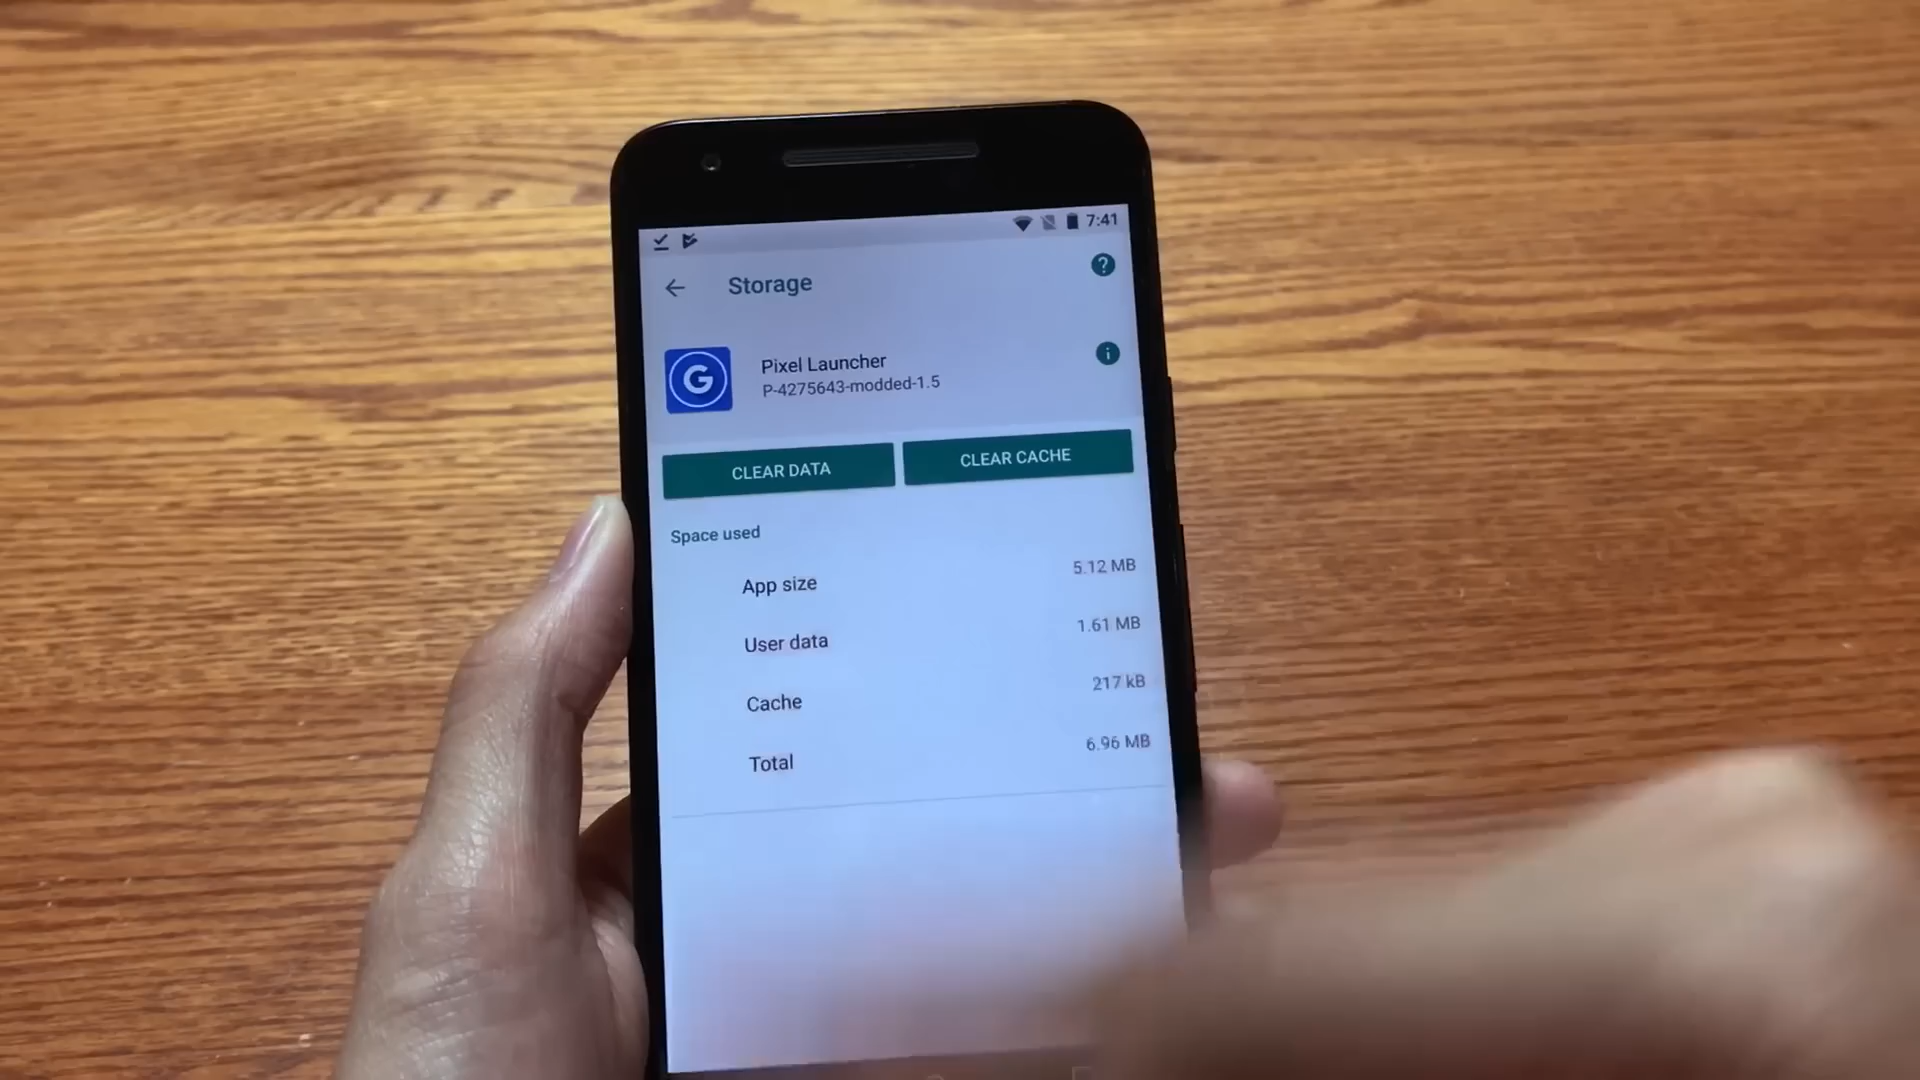 7:41
Storage
?
G
Pixel Launcher
i
P-4275643-modded-1.5
CLEAR DATA CLEAR CACHE
Space used
App size 5.12 MB
User data 1.61 MB
Cache 217 kB
Total 6.96 MB